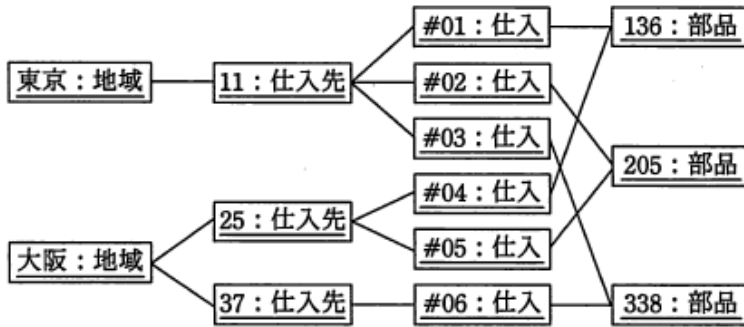 東京：地域
大阪：地域
11：仕入先
25：仕入先
37：仕入先
#01：仕入
#02：仕入
#03：仕入
#04：仕入
#05：仕入
#06：仕入
136：部品
205：部品
338：部品